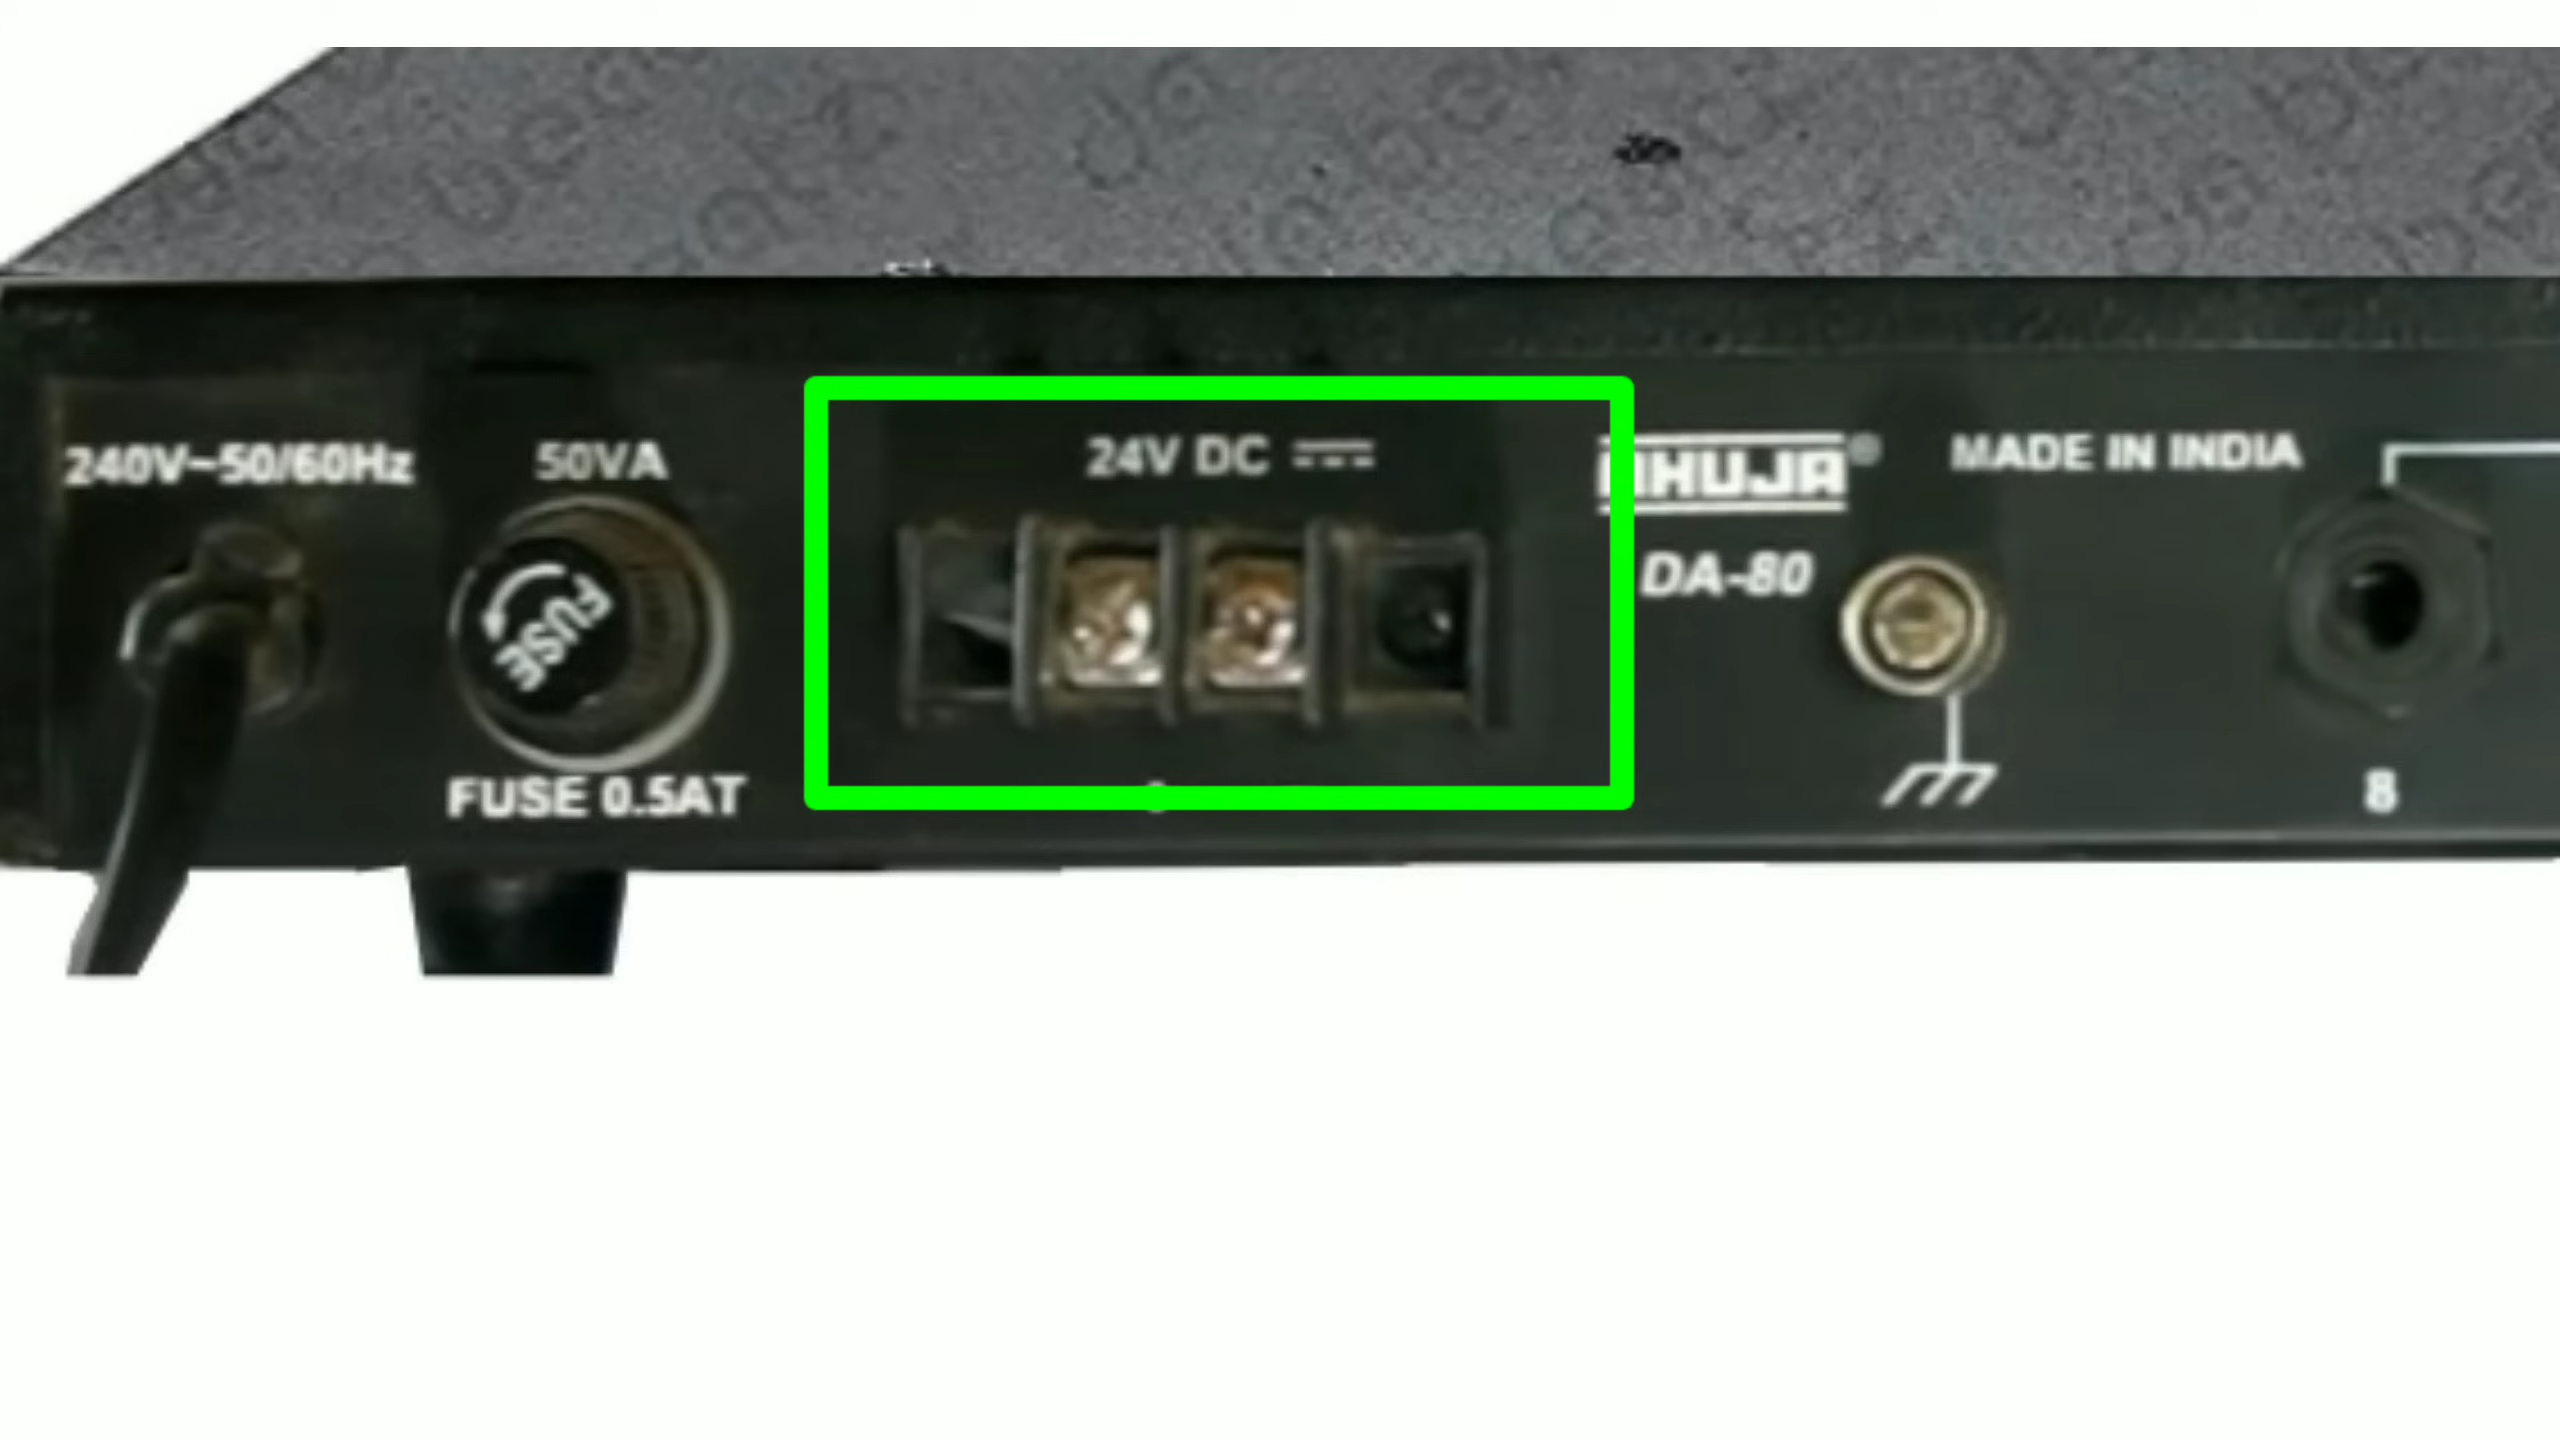 240V~50/60Hz
50VA
FUSE
FUSE 0.5AT
24V DC
AHUJA®
DA-80
MADE IN INDIA
8